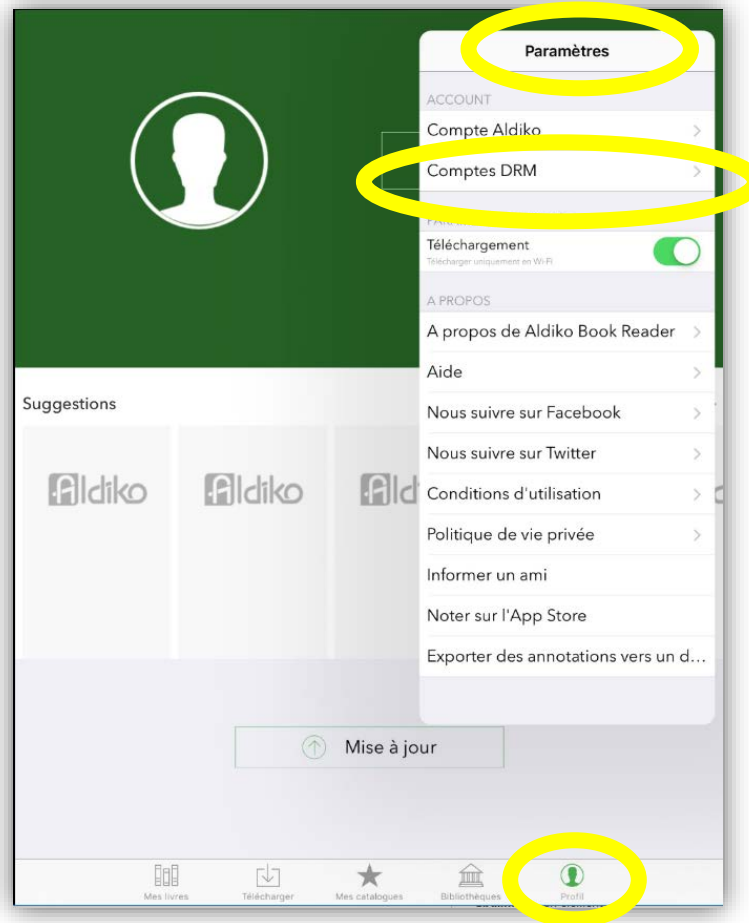 Paramètres
ACCOUNT
Compte Aldiko
Comptes DRM
Téléchargement
Télécharger uniquement en Wi-Fi
A PROPOS
A propos de Aldiko Book Reader
Aide
Suggestions
Nous suivre sur Facebook
Nous suivre sur Twitter
Aldiko
Aldiko
Ald
Conditions d'utilisation
Politique de vie privée
Informer un ami
Noter sur l'App Store
Exporter des annotations vers un d...
Mise à jour
Mes livres
Télécharger
Mes catalogues
Bibliothèques
Profil